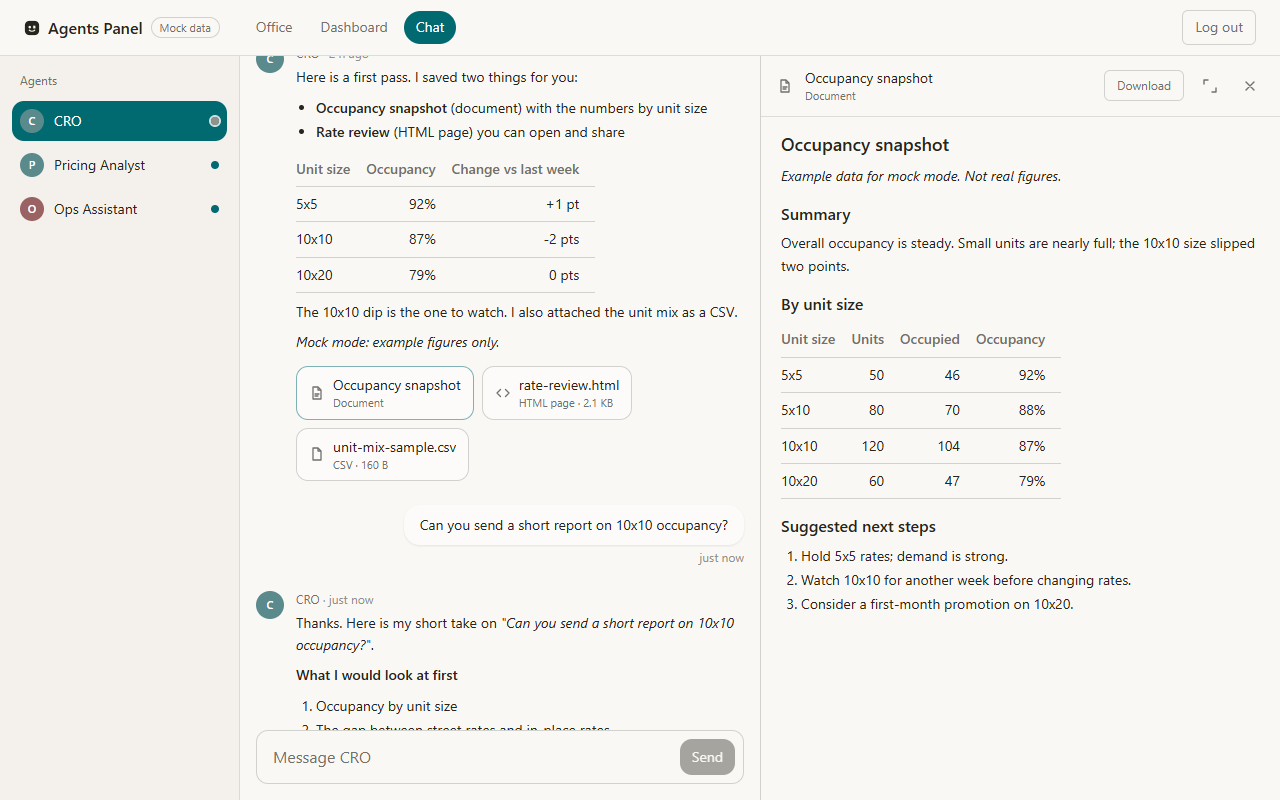 Agents Panel
Mock data
Office
Dashboard
Chat
Log out
Agents
C
CRO
P
Pricing Analyst
O
Ops Assistant
C
Here is a first pass. I saved two things for you:
• Occupancy snapshot (document) with the numbers by unit size
• Rate review (HTML page) you can open and share
Unit size Occupancy Change vs last week
5x5 92% +1 pt
10x10 87% -2 pts
10x20 79% 0 pts
The 10x10 dip is the one to watch. I also attached the unit mix as a CSV.
Mock mode: example figures only.
Occupancy snapshot
Document
rate-review.html
HTML page · 2.1 KB
unit-mix-sample.csv
CSV · 160 B
Can you send a short report on 10x10 occupancy?
just now
C
CRO · just now
Thanks. Here is my short take on "Can you send a short report on 10x10
occupancy?".
What I would look at first
1. Occupancy by unit size
2. The gap between street rates and in-place rates
Message CRO
Send
Occupancy snapshot
Document
Download
Occupancy snapshot
Example data for mock mode. Not real figures.
Summary
Overall occupancy is steady. Small units are nearly full; the 10x10 size slipped
two points.
By unit size
Unit size Units Occupied Occupancy
5x5 50 46 92%
5x10 80 70 88%
10x10 120 104 87%
10x20 60 47 79%
Suggested next steps
1. Hold 5x5 rates; demand is strong.
2. Watch 10x10 for another week before changing rates.
3. Consider a first-month promotion on 10x20.